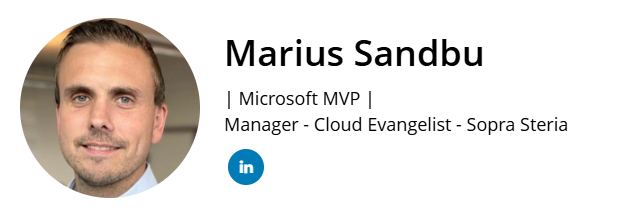 Marius Sandbu
| Microsoft MVP |
Manager - Cloud Evangelist - Sopra Steria
in